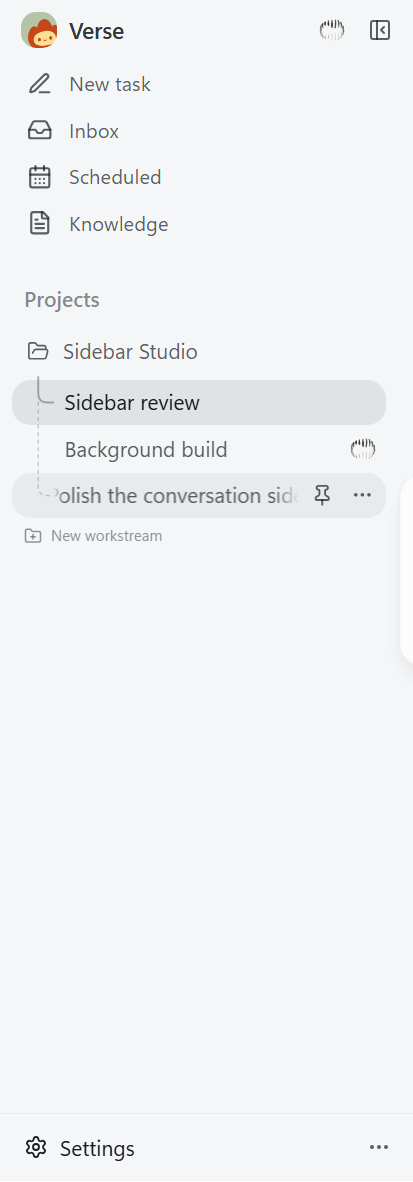 Verse
New task
Inbox
Scheduled
Knowledge
Projects
Sidebar Studio
Sidebar review
Background build
olish the conversation side
New workstream
Settings